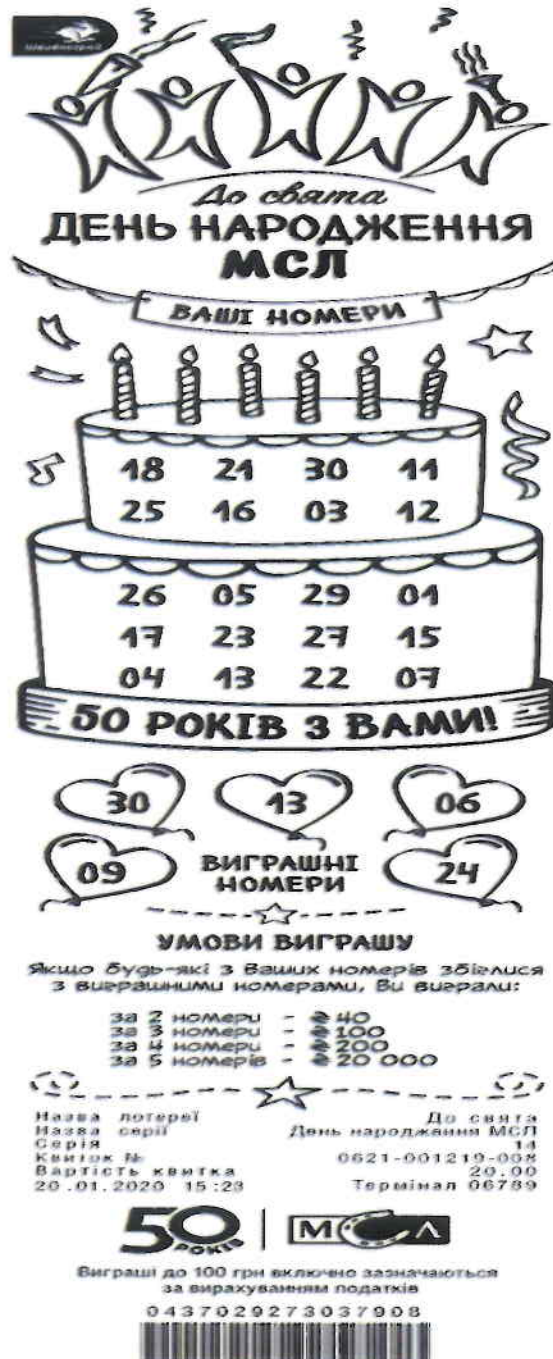 До свята
ДЕНЬ НАРОДЖЕННЯ
МСЛ
ВАШІ НОМЕРИ
18 21 30 11
25 16 03 12
26 05 29 01
17 23 27 15
04 13 22 07
50 РОКІВ З ВАМИ!
30 13 06
09 ВИГРАШНІ НОМЕРИ 24
УМОВИ ВИГРАШУ
Якщо будь-які з Ваших номерів збіглися
з виграшними номерами, Ви виграли:
за 2 номери - ₴ 40
за 3 номери - ₴ 100
за 4 номери - ₴ 200
за 5 номерів - ₴ 20 000
Назва лотереї До свята
Назва серії День народження МСЛ
Серія 14
Квиток № 0621-001219-008
Вартість квитка 20.00
20.01.2020 15:23 Термінал 06789
50 РОКІВ МСЛ
Виграші до 100 грн включно зазначаються
за вирахуванням податків
0437029273037908